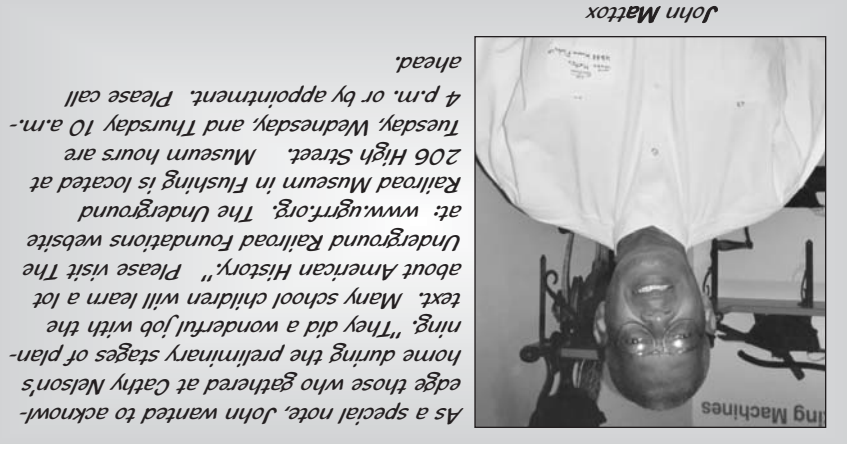 As a special note, John wanted to acknowl-
edge those who gathered at Cathy Nelson's
home during the preliminary stages of plan-
ning. "They did a wonderful job with the
text. Many school children will learn a lot
about American History." Please visit The
Underground Railroad Foundations website
at: www.ugrrf.org. The Underground
Railroad Museum in Flushing is located at
206 High Street. Museum hours are
Tuesday, Wednesday, and Thursday 10 a.m.-
4 p.m. or by appointment. Please call
ahead.
ing Machines
John Mattox